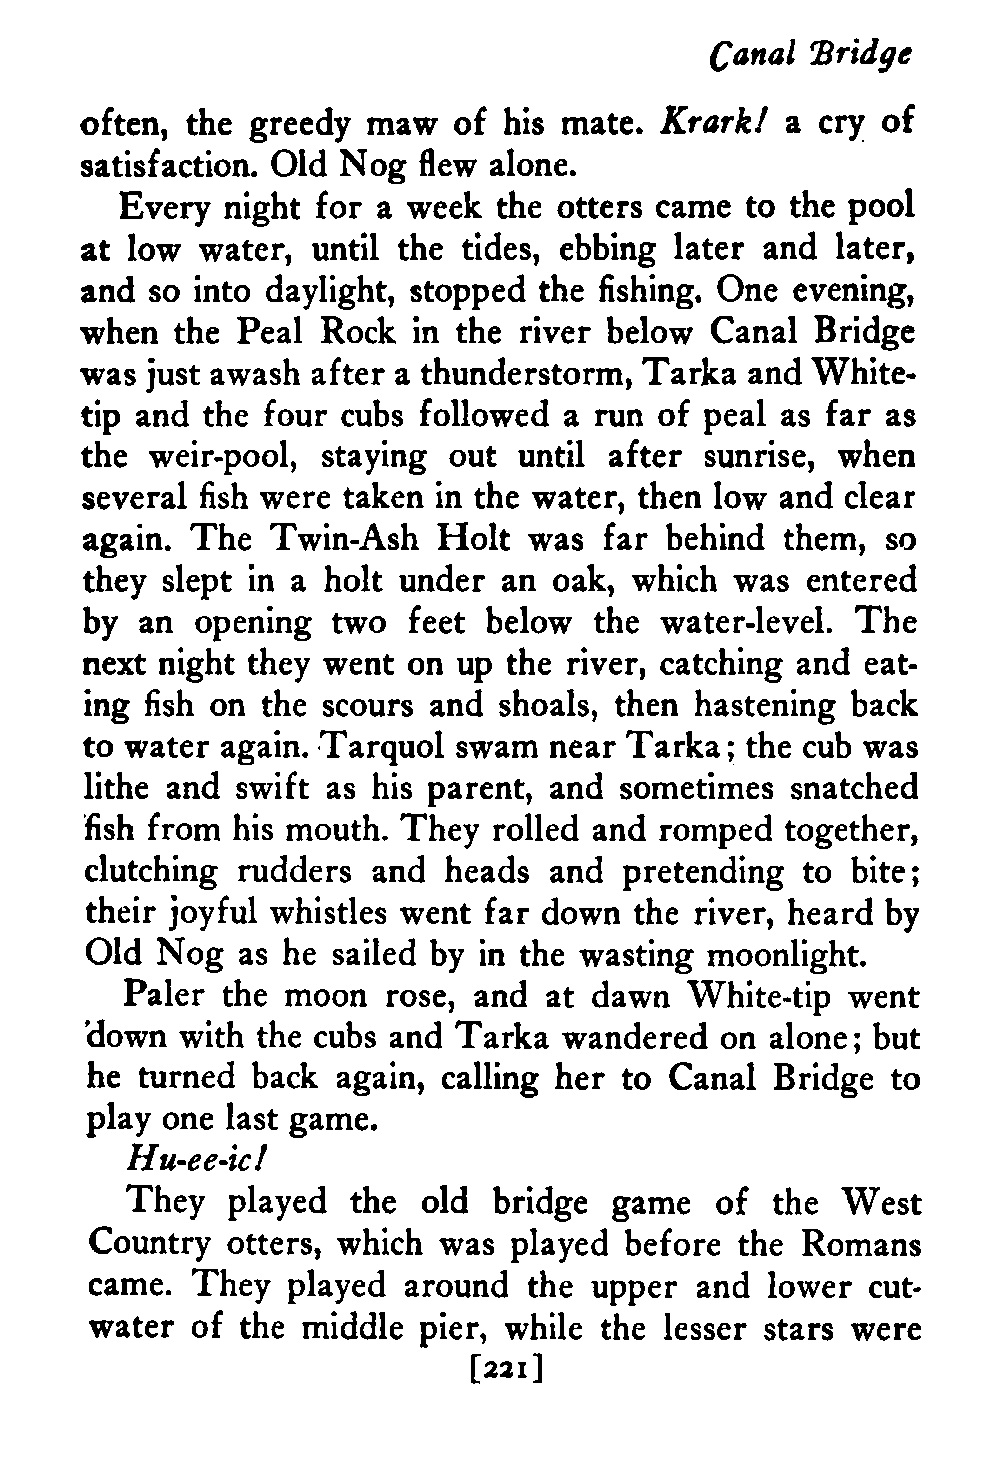 Canal Bridge
often, the greedy maw of his mate. Krark! a cry of
satisfaction. Old Nog flew alone.
Every night for a week the otters came to the pool
at low water, until the tides, ebbing later and later,
and so into daylight, stopped the fishing. One evening,
when the Peal Rock in the river below Canal Bridge
was just awash after a thunderstorm, Tarka and White-
tip and the four cubs followed a run of peal as far as
the weir-pool, staying out until after sunrise, when
several fish were taken in the water, then low and clear
again. The Twin-Ash Holt was far behind them, so
they slept in a holt under an oak, which was entered
by an opening two feet below the water-level. The
next night they went on up the river, catching and eat-
ing fish on the scours and shoals, then hastening back
to water again. Tarquol swam near Tarka; the cub was
lithe and swift as his parent, and sometimes snatched
fish from his mouth. They rolled and romped together,
clutching rudders and heads and pretending to bite;
their joyful whistles went far down the river, heard by
Old Nog as he sailed by in the wasting moonlight.
Paler the moon rose, and at dawn White-tip went
down with the cubs and Tarka wandered on alone; but
he turned back again, calling her to Canal Bridge to
play one last game.
Hu-ee-ic!
They played the old bridge game of the West
Country otters, which was played before the Romans
came. They played around the upper and lower cut-
water of the middle pier, while the lesser stars were
[221]